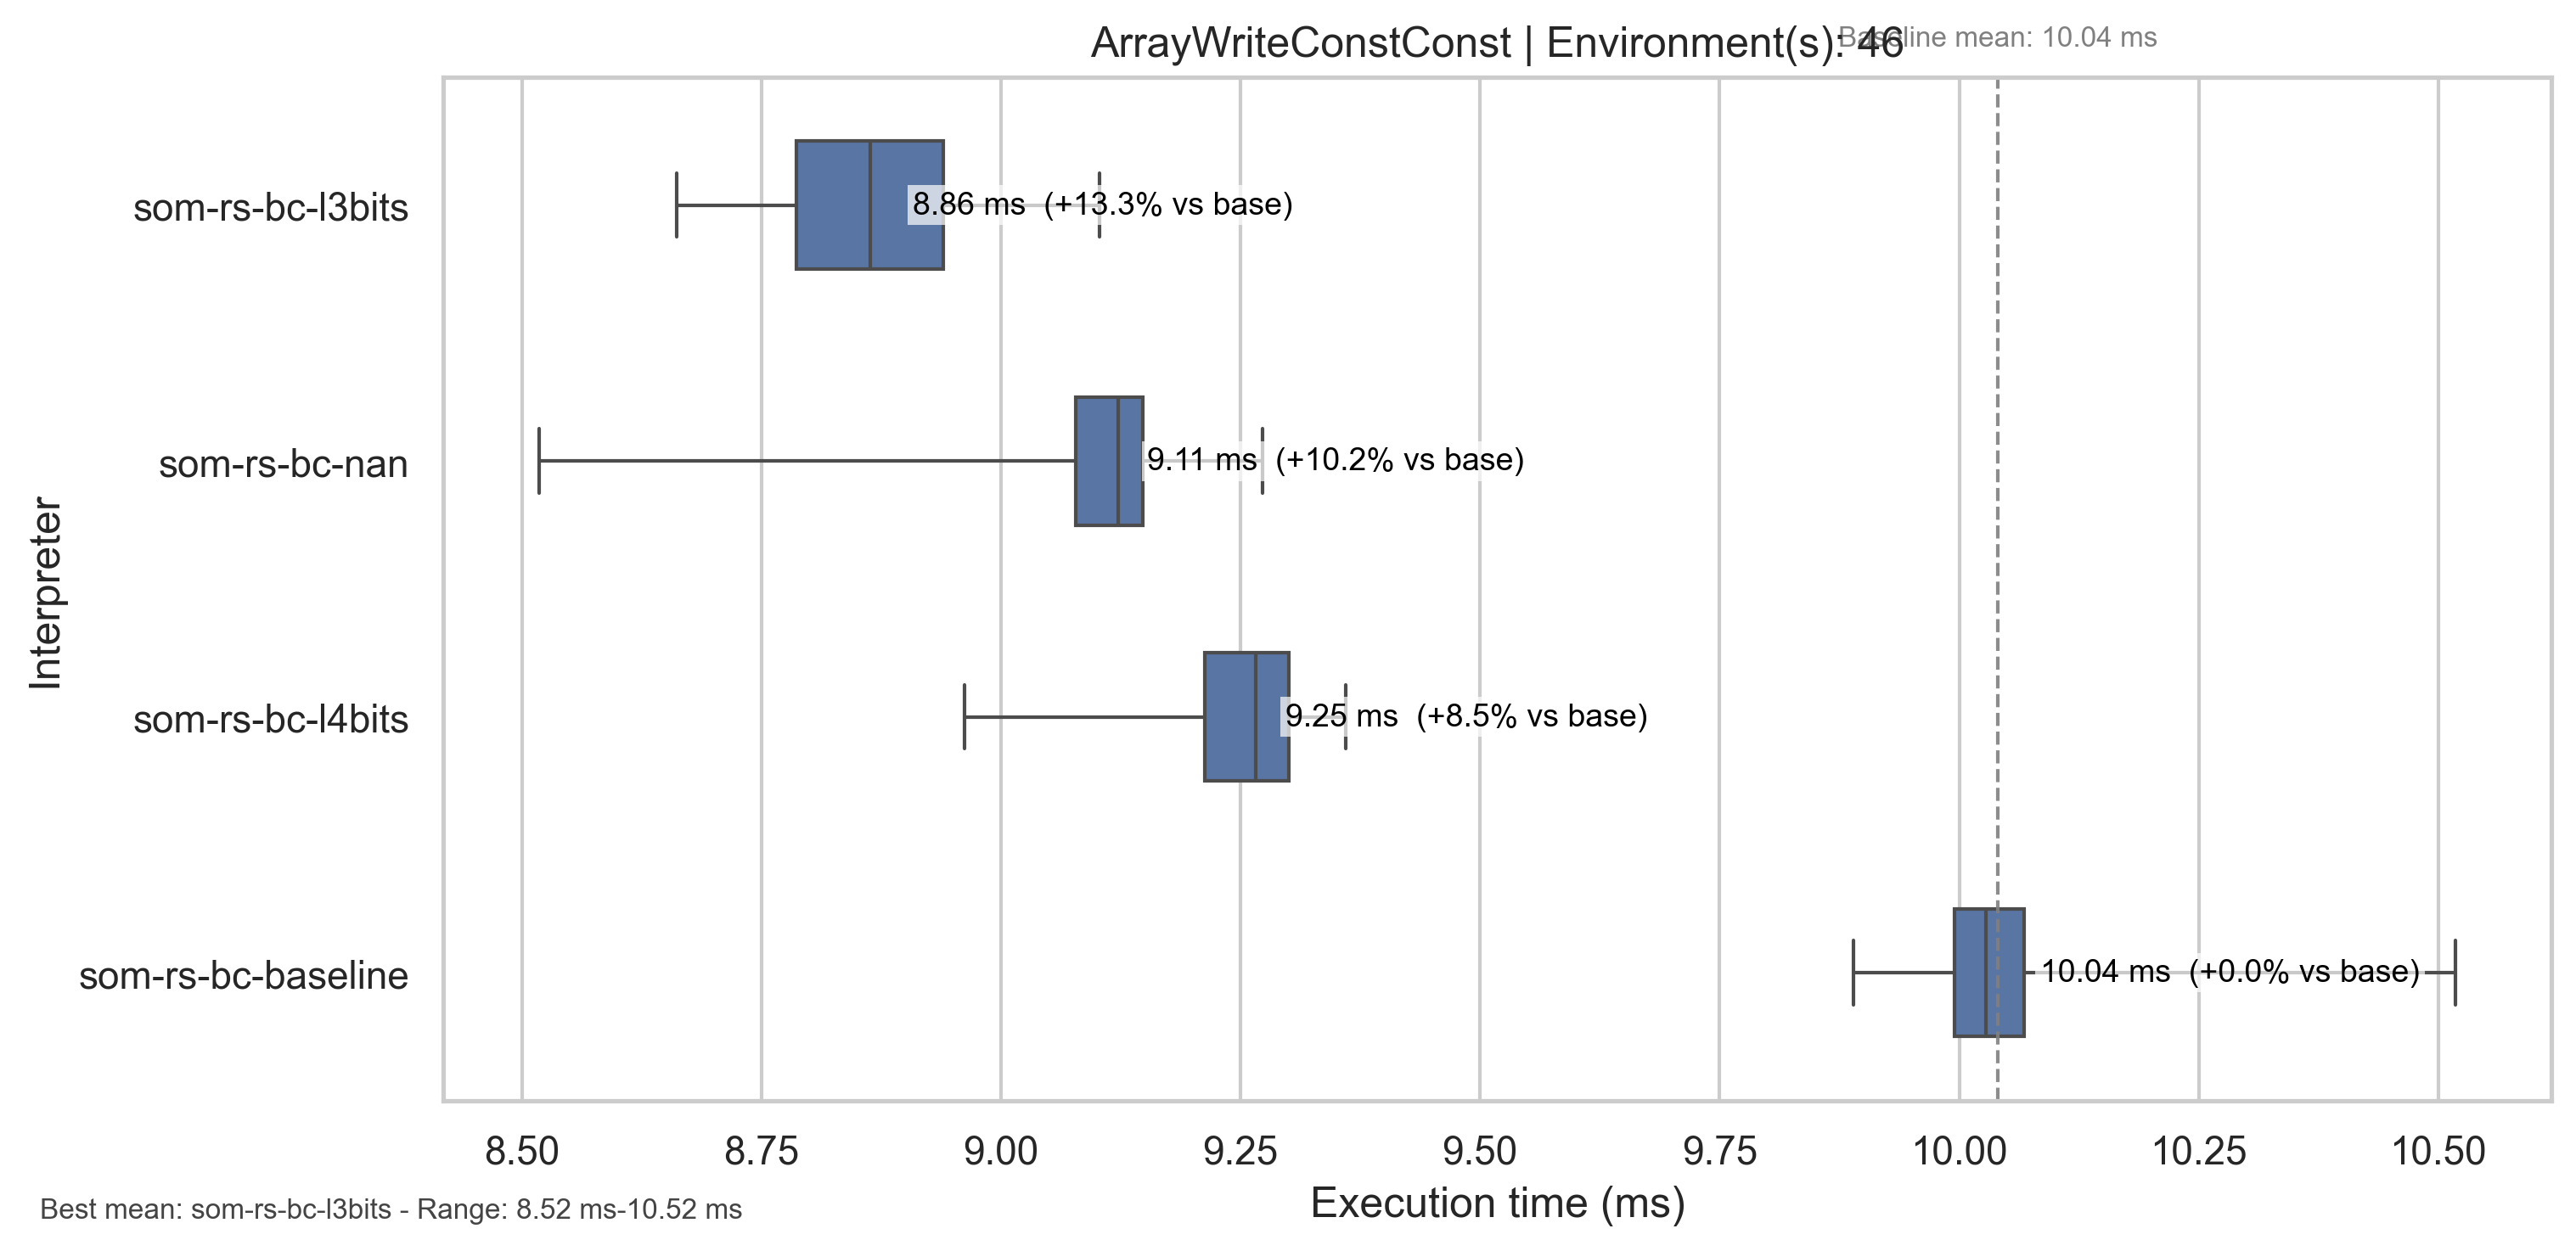 ArrayWriteConstConst | Environment(s): 46
Baseline mean: 10.04 ms
som-rs-bc-l3bits
8.86 ms (+13.3% vs base)
som-rs-bc-nan
9.11 ms (+10.2% vs base)
Interpreter
som-rs-bc-l4bits
9.25 ms (+8.5% vs base)
som-rs-bc-baseline
10.04 ms (+0.0% vs base)
8.50 8.75 9.00 9.25 9.50 9.75 10.00 10.25 10.50
Execution time (ms)
Best mean: som-rs-bc-l3bits - Range: 8.52 ms-10.52 ms